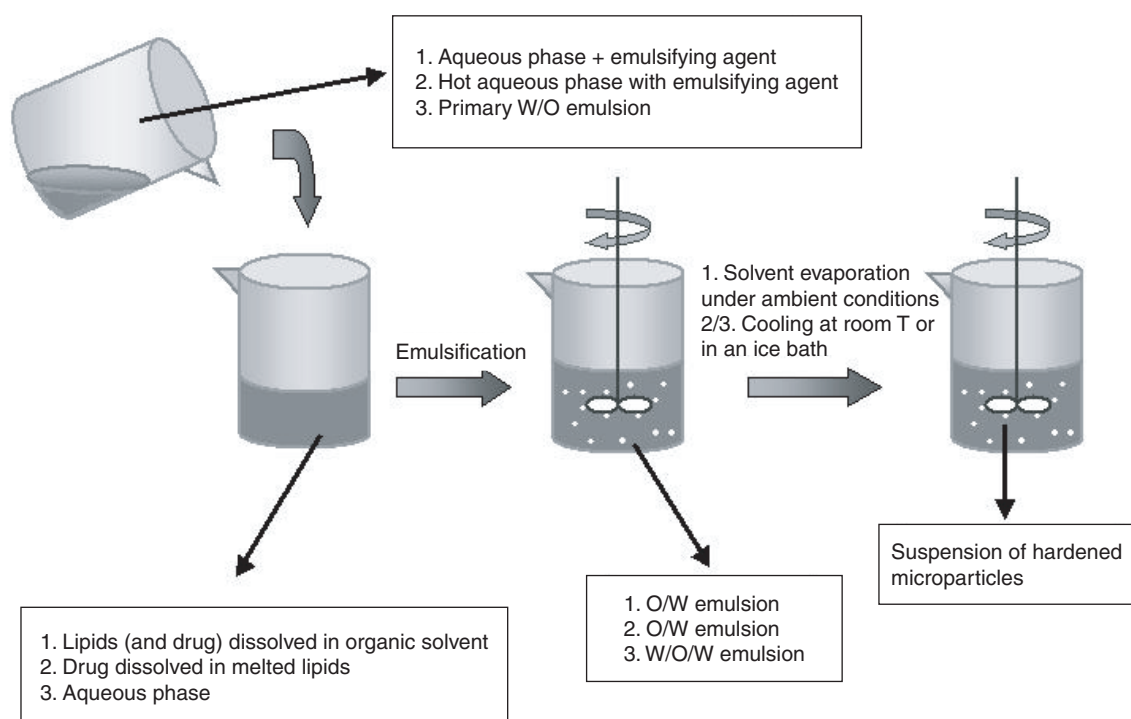 1. Aqueous phase + emulsifying agent
2. Hot aqueous phase with emulsifying agent
3. Primary W/O emulsion
Emulsification
1. Solvent evaporation
under ambient conditions
2/3. Cooling at room T or
in an ice bath
1. Lipids (and drug) dissolved in organic solvent
2. Drug dissolved in melted lipids
3. Aqueous phase
1. O/W emulsion
2. O/W emulsion
3. W/O/W emulsion
Suspension of hardened
microparticles